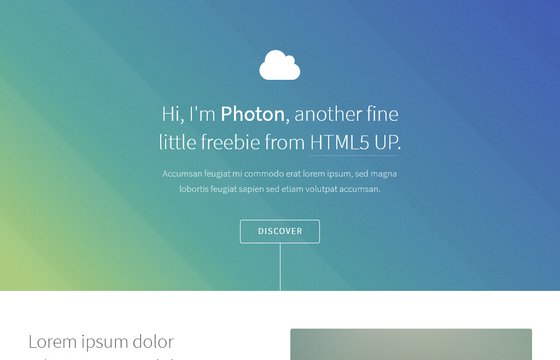 Hi, I'm Photon, another fine
little freebie from HTML5 UP.
Accumsan feugiat mi commodo erat lorem ipsum, sed magna
lobortis feugiat sapien sed etiam volutpat accumsan.
DISCOVER
Lorem ipsum dolor